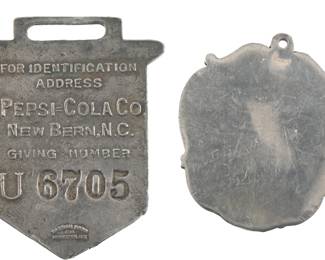 FOR IDENTIFICATION
ADDRESS
PEPSI-COLA CO
NEW BERN, N.C.
GIVING NUMBER
U 6705